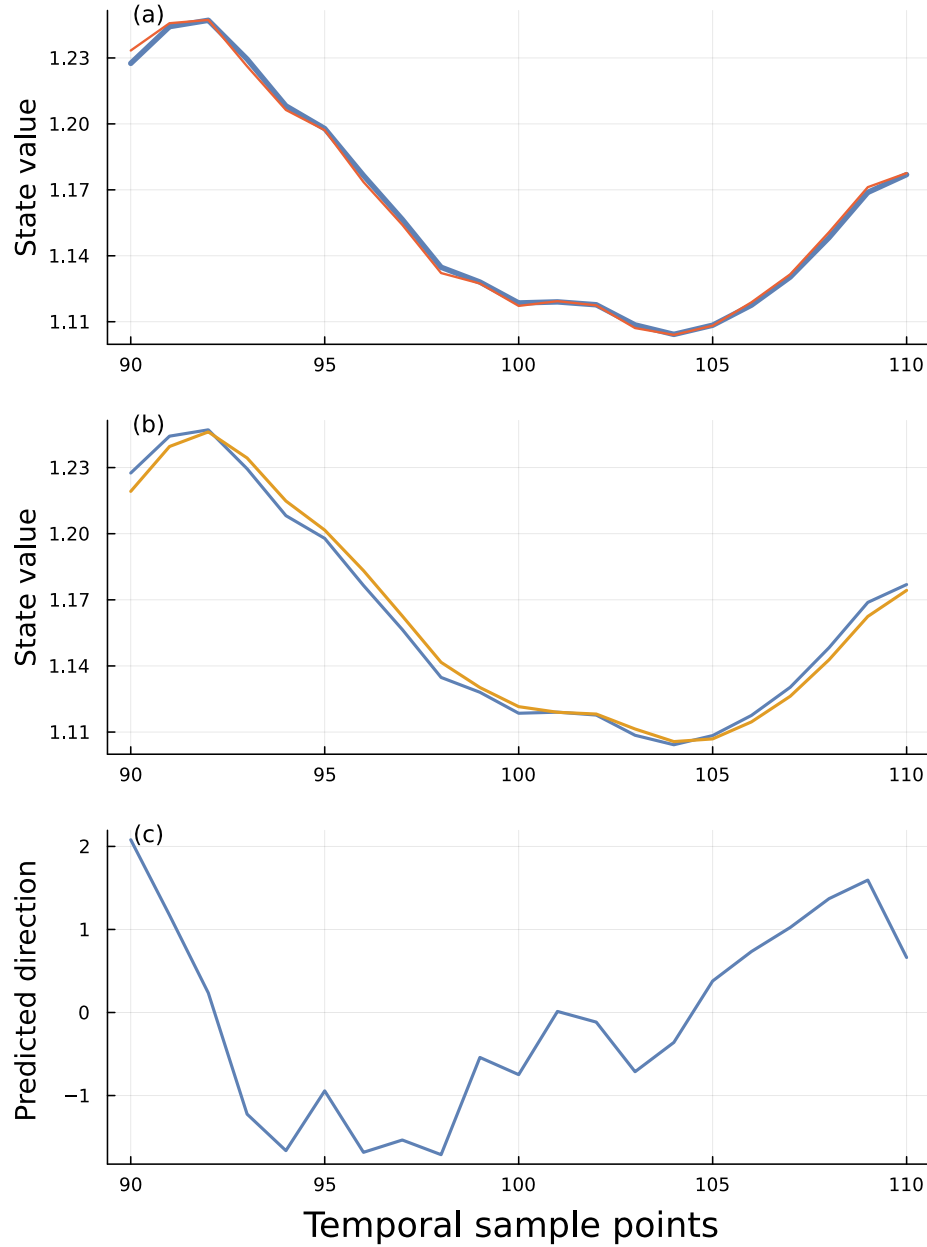 (a)
State value
1.23
1.20
1.17
1.14
1.11
90 95 100 105 110
(b)
State value
1.23
1.20
1.17
1.14
1.11
90 95 100 105 110
(c)
Predicted direction
2
1
0
−1
90 95 100 105 110
Temporal sample points